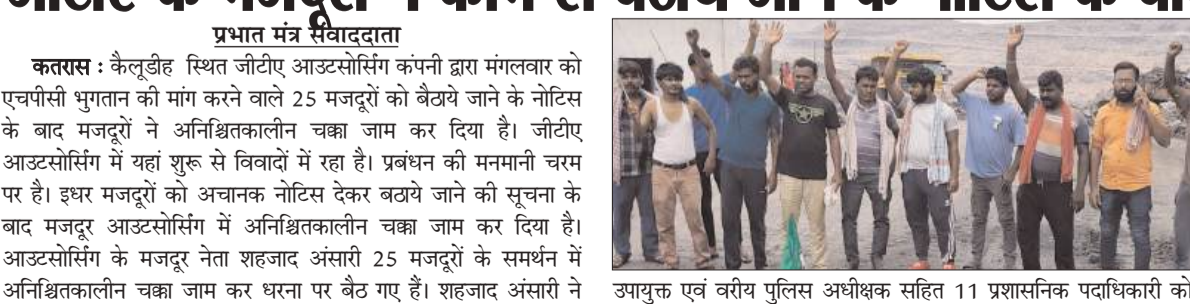 प्रभात मंत्र संवाददाता
कतरास : कैलूडीह स्थित जीटीए आउटसोर्सिंग कंपनी द्वारा मंगलवार को
एचपीसी भुगतान की मांग करने वाले 25 मजदूरों को बैठाये जाने के नोटिस
के बाद मजदूरों ने अनिश्चितकालीन चक्का जाम कर दिया है। जीटीए
आउटसोर्सिंग में यहां शुरू से विवादों में रहा है। प्रबंधन की मनमानी चरम
पर है। इधर मजदूरों को अचानक नोटिस देकर बठाये जाने की सूचना के
बाद मजदूर आउटसोर्सिंग में अनिश्चितकालीन चक्का जाम कर दिया है।
आउटसोर्सिंग के मजदूर नेता शहजाद अंसारी 25 मजदूरों के समर्थन में
अनिश्चितकालीन चक्का जाम कर धरना पर बैठ गए हैं। शहजाद अंसारी ने
उपायुक्त एवं वरीय पुलिस अधीक्षक सहित 11 प्रशासनिक पदाधिकारी को